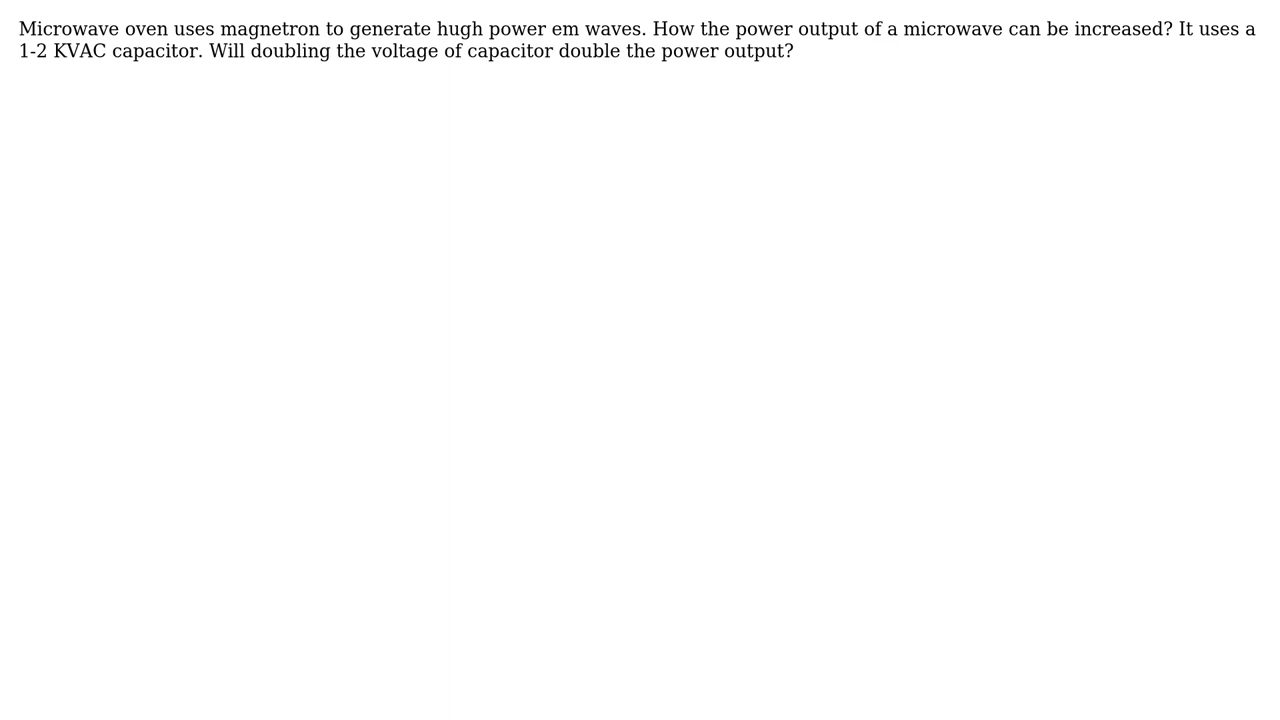 Microwave oven uses magnetron to generate hugh power em waves. How the power output of a microwave can be increased? It uses a
1-2 KVAC capacitor. Will doubling the voltage of capacitor double the power output?